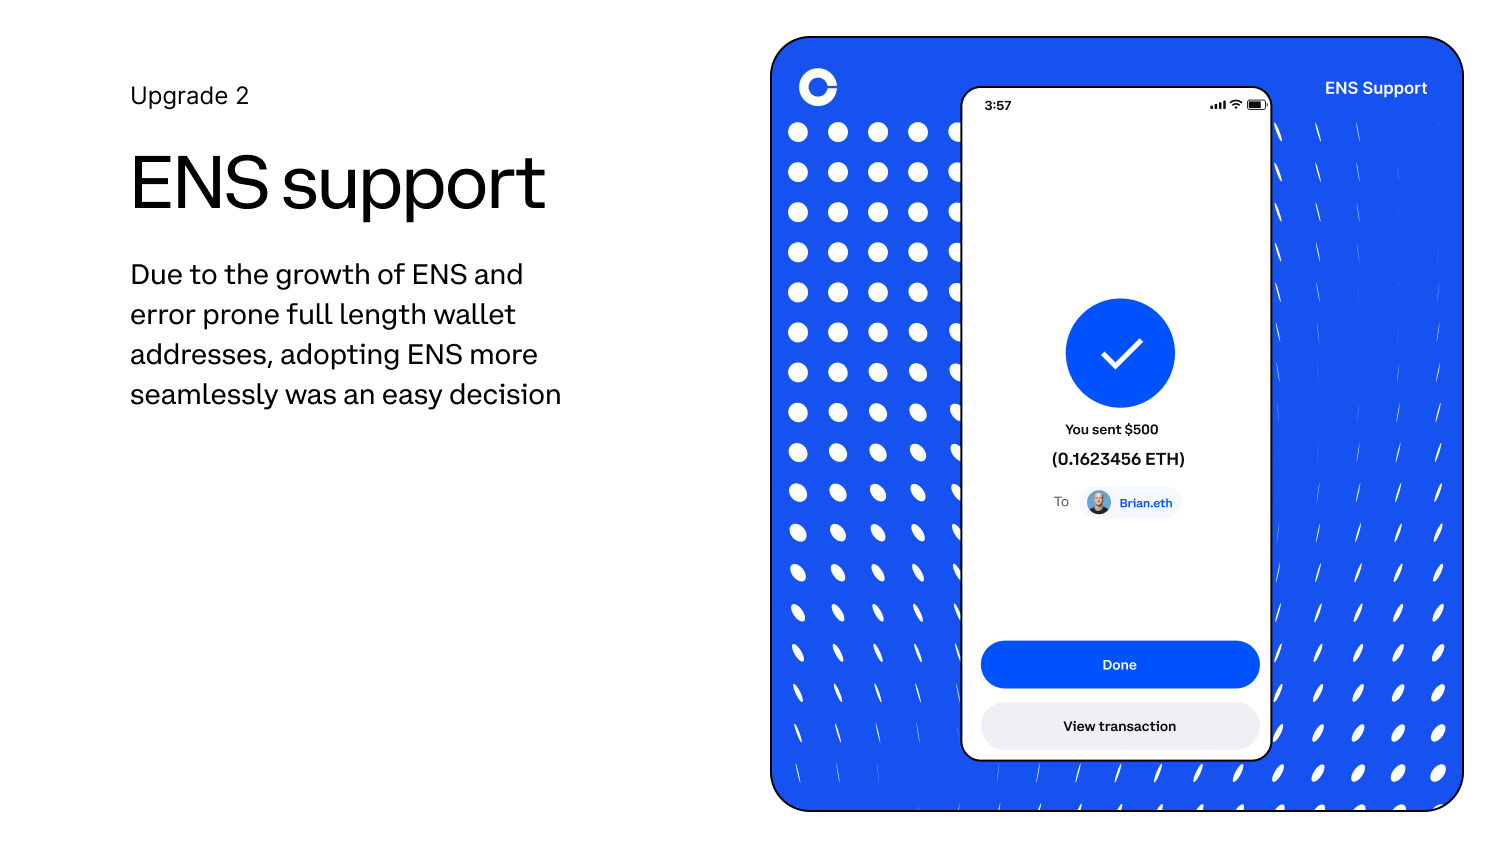 Upgrade 2
ENS support
Due to the growth of ENS and
error prone full length wallet
addresses, adopting ENS more
seamlessly was an easy decision
ENS Support
3:57
You sent $500
(0.1623456 ETH)
To Brian.eth
Done
View transaction